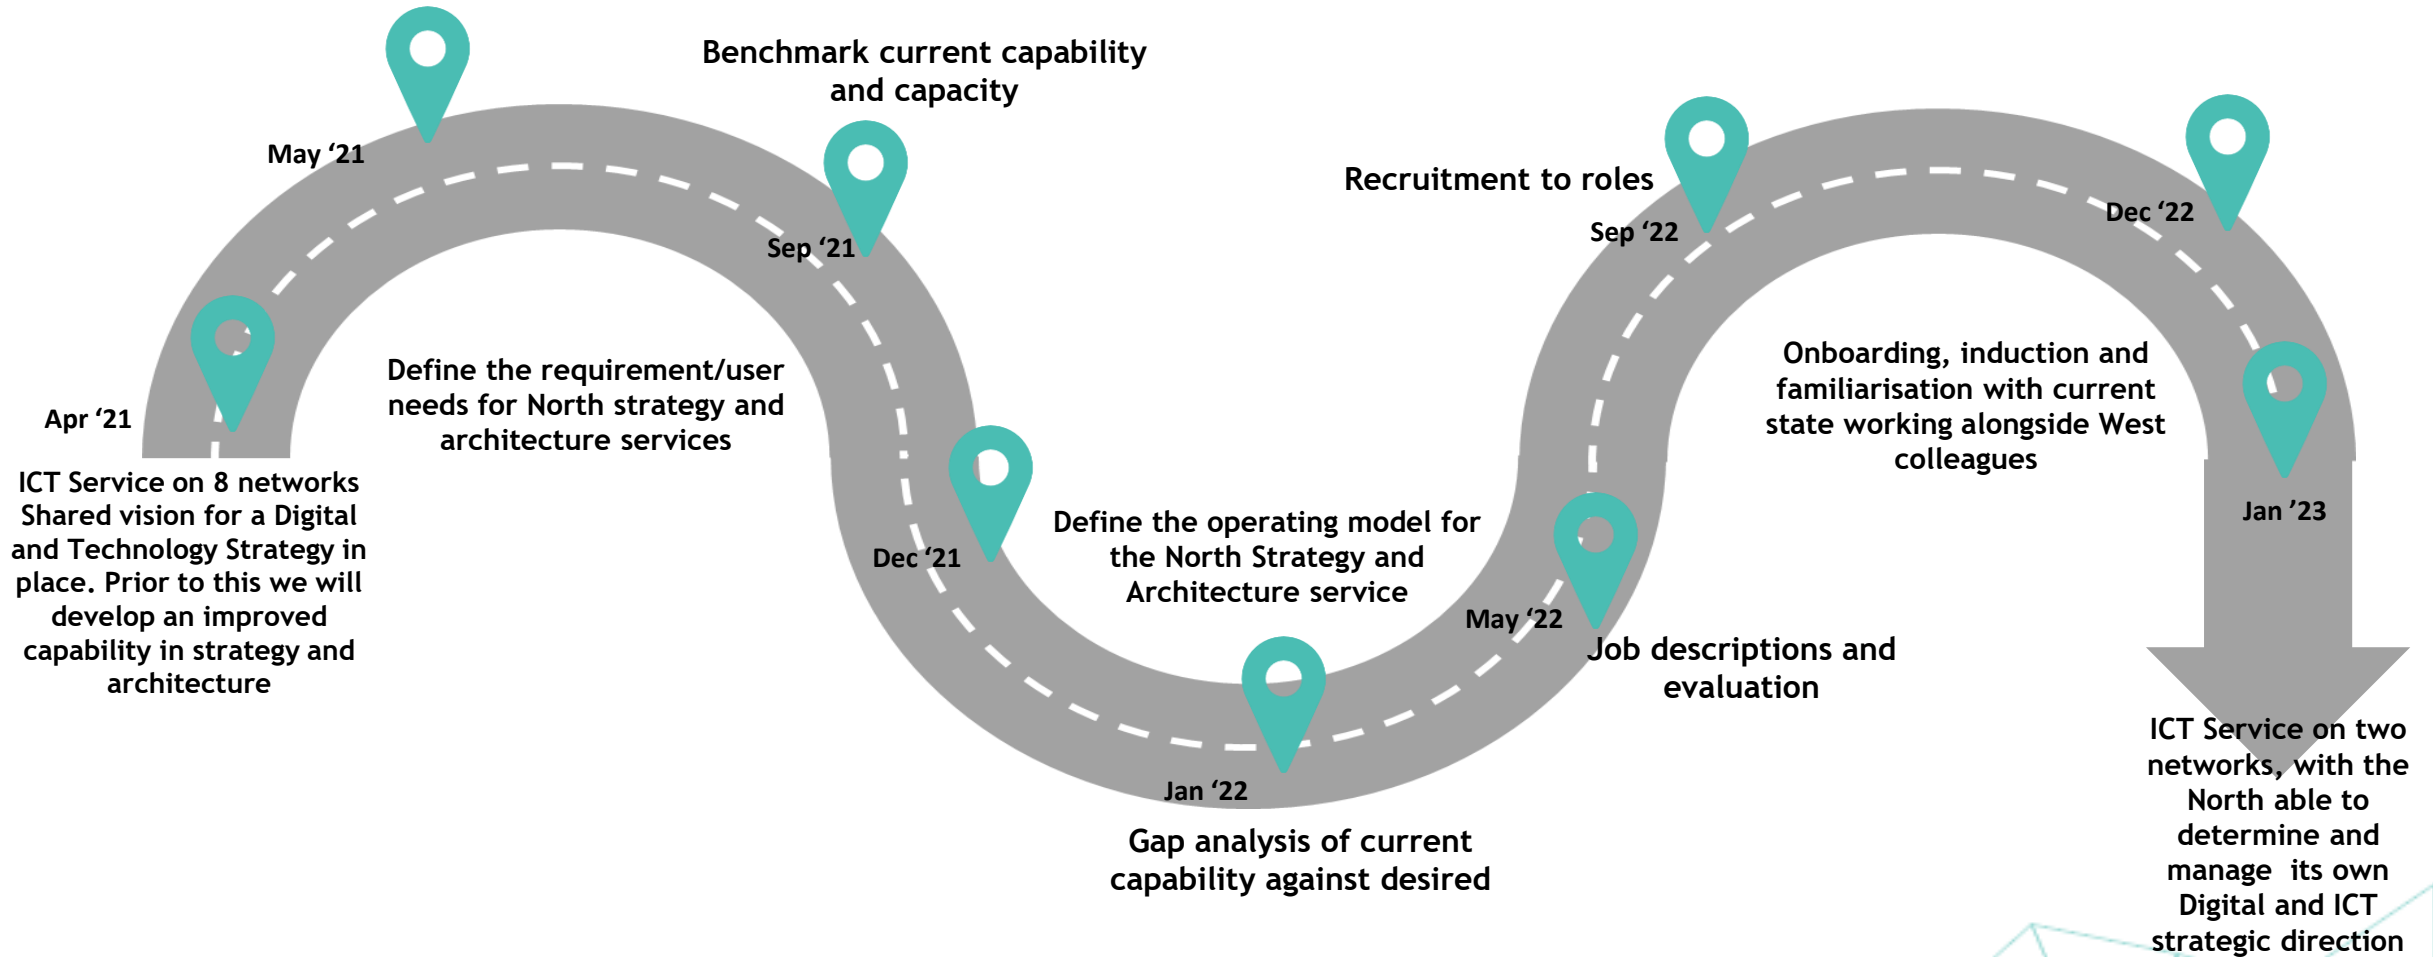 Apr ‘21
ICT Service on 8 networks
Shared vision for a Digital
and Technology Strategy in
place. Prior to this we will
develop an improved
capability in strategy and
architecture
May ‘21
Define the requirement/user
needs for North strategy and
architecture services
Benchmark current capability
and capacity
Sep ‘21
Dec ‘21
Define the operating model for
the North Strategy and
Architecture service
Jan ‘22
Gap analysis of current
capability against desired
May ‘22
Job descriptions and
evaluation
Recruitment to roles
Sep ‘22
Onboarding, induction and
familiarisation with current
state working alongside West
colleagues
Dec ‘22
Jan ’23
ICT Service on two
networks, with the
North able to
determine and
manage  its own
Digital and ICT
strategic direction